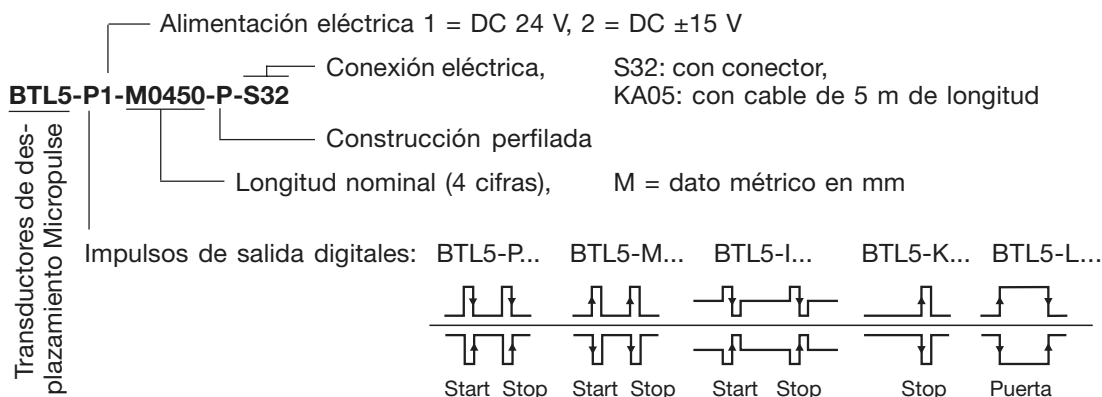 Alimentación eléctrica 1 = DC 24 V, 2 = DC ±15 V
Conexión eléctrica, S32: con conector,
BTL5-P1-M0450-P-S32
KA05: con cable de 5 m de longitud
Construcción perfilada
Longitud nominal (4 cifras), M = dato métrico en mm
Transductores de des-
plazamiento Micropulse
Impulsos de salida digitales: BTL5-P... BTL5-M... BTL5-I... BTL5-K... BTL5-L...
Start Stop Start Stop Start Stop Stop Puerta